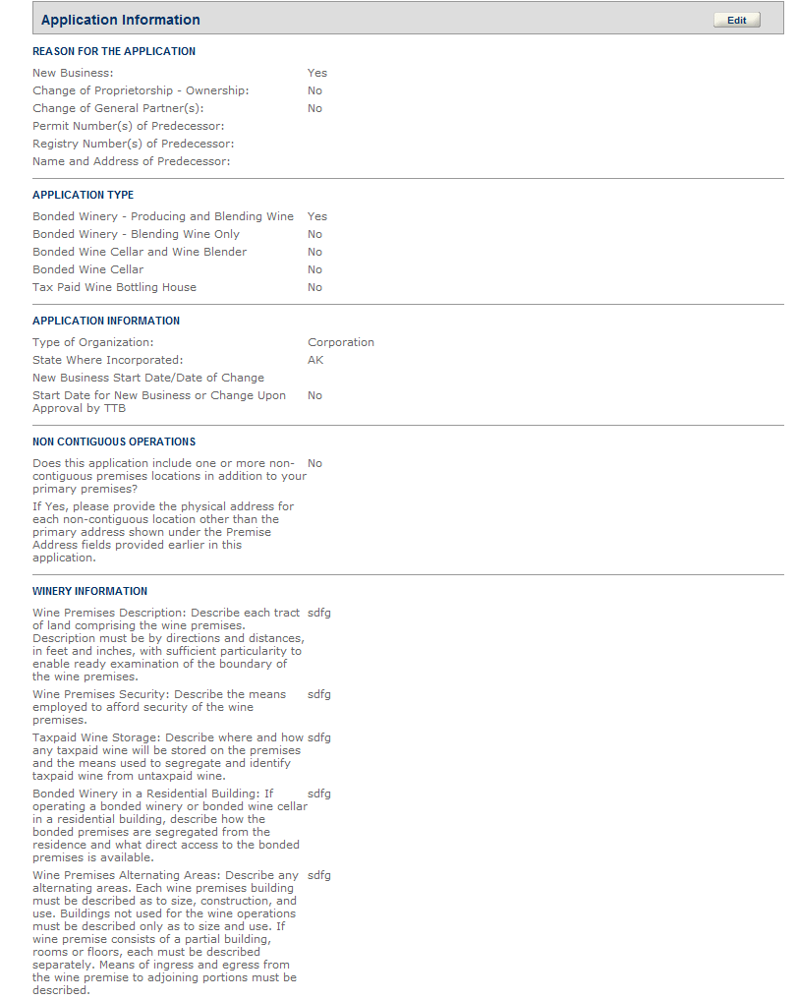 Application Information
Edit
REASON FOR THE APPLICATION
New Business: Yes
Change of Proprietorship - Ownership: No
Change of General Partner(s): No
Permit Number(s) of Predecessor:
Registry Number(s) of Predecessor:
Name and Address of Predecessor:
APPLICATION TYPE
Bonded Winery - Producing and Blending Wine Yes
Bonded Winery - Blending Wine Only No
Bonded Wine Cellar and Wine Blender No
Bonded Wine Cellar No
Tax Paid Wine Bottling House No
APPLICATION INFORMATION
Type of Organization: Corporation
State Where Incorporated: AK
New Business Start Date/Date of Change
Start Date for New Business or Change Upon No
Approval by TTB
NON CONTIGUOUS OPERATIONS
Does this application include one or more non- No
contiguous premises locations in addition to your
primary premises?
If Yes, please provide the physical address for
each non-contiguous location other than the
primary address shown under the Premise
Address fields provided earlier in this
application.
WINERY INFORMATION
Wine Premises Description: Describe each tract sdfg
of land comprising the wine premises.
Description must be by directions and distances,
in feet and inches, with sufficient particularity to
enable ready examination of the boundary of
the wine premises.
Wine Premises Security: Describe the means sdfg
employed to afford security of the wine
premises.
Taxpaid Wine Storage: Describe where and how sdfg
any taxpaid wine will be stored on the premises
and the means used to segregate and identify
taxpaid wine from untaxpaid wine.
Bonded Winery in a Residential Building: If sdfg
operating a bonded winery or bonded wine cellar
in a residential building, describe how the
bonded premises are segregated from the
residence and what direct access to the bonded
premises is available.
Wine Premises Alternating Areas: Describe any sdfg
alternating areas. Each wine premises building
must be described as to size, construction, and
use. Buildings not used for the wine operations
must be described only as to size and use. If
wine premise consists of a partial building,
rooms or floors, each must be described
separately. Means of ingress and egress from
the wine premise to adjoining portions must be
described.